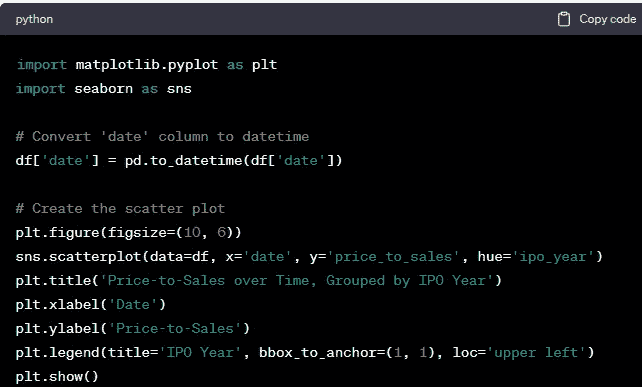 python Copy code
import matplotlib.pyplot as plt
import seaborn as sns
# Convert 'date' column to datetime
df['date'] = pd.to_datetime(df['date'])
# Create the scatter plot
plt.figure(figsize=(10, 6))
sns.scatterplot(data=df, x='date', y='price_to_sales', hue='ipo_year')
plt.title('Price-to-Sales over Time, Grouped by IPO Year')
plt.xlabel('Date')
plt.ylabel('Price-to-Sales')
plt.legend(title='IPO Year', bbox_to_anchor=(1, 1), loc='upper left')
plt.show()